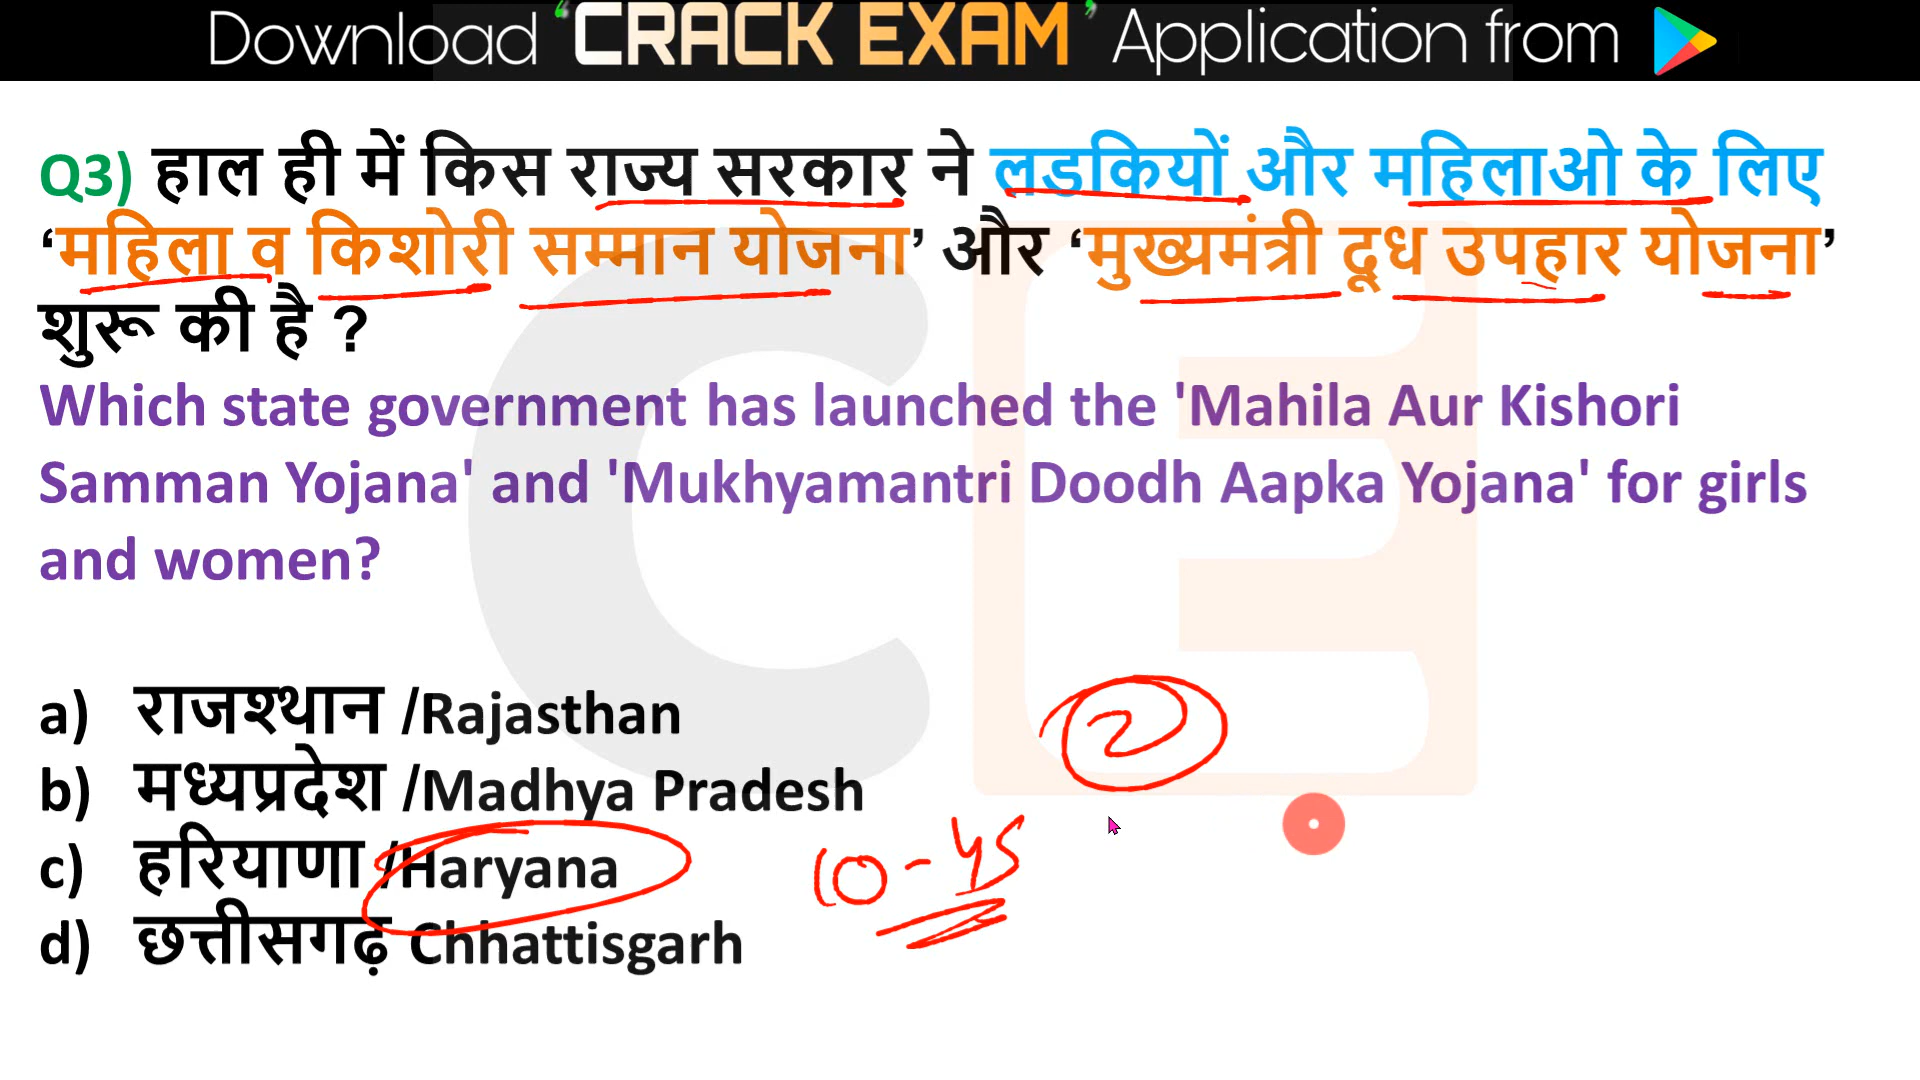 Download ‘CRACK EXAM’ Application from
Q3) हाल ही में किस राज्य सरकार ने लडकियों और महिलाओ के लिए
‘महिला व किशोरी सम्मान योजना’ और ‘मुख्यमंत्री दूध उपहार योजना’
शुरू की है ?
Which state government has launched the 'Mahila Aur Kishori
Samman Yojana' and 'Mukhyamantri Doodh Aapka Yojana' for girls
and women?
a) राजश्थान /Rajasthan
b) मध्यप्रदेश /Madhya Pradesh
c) हरियाणा /Haryana
d) छत्तीसगढ़ Chhattisgarh
2
10-45
CE